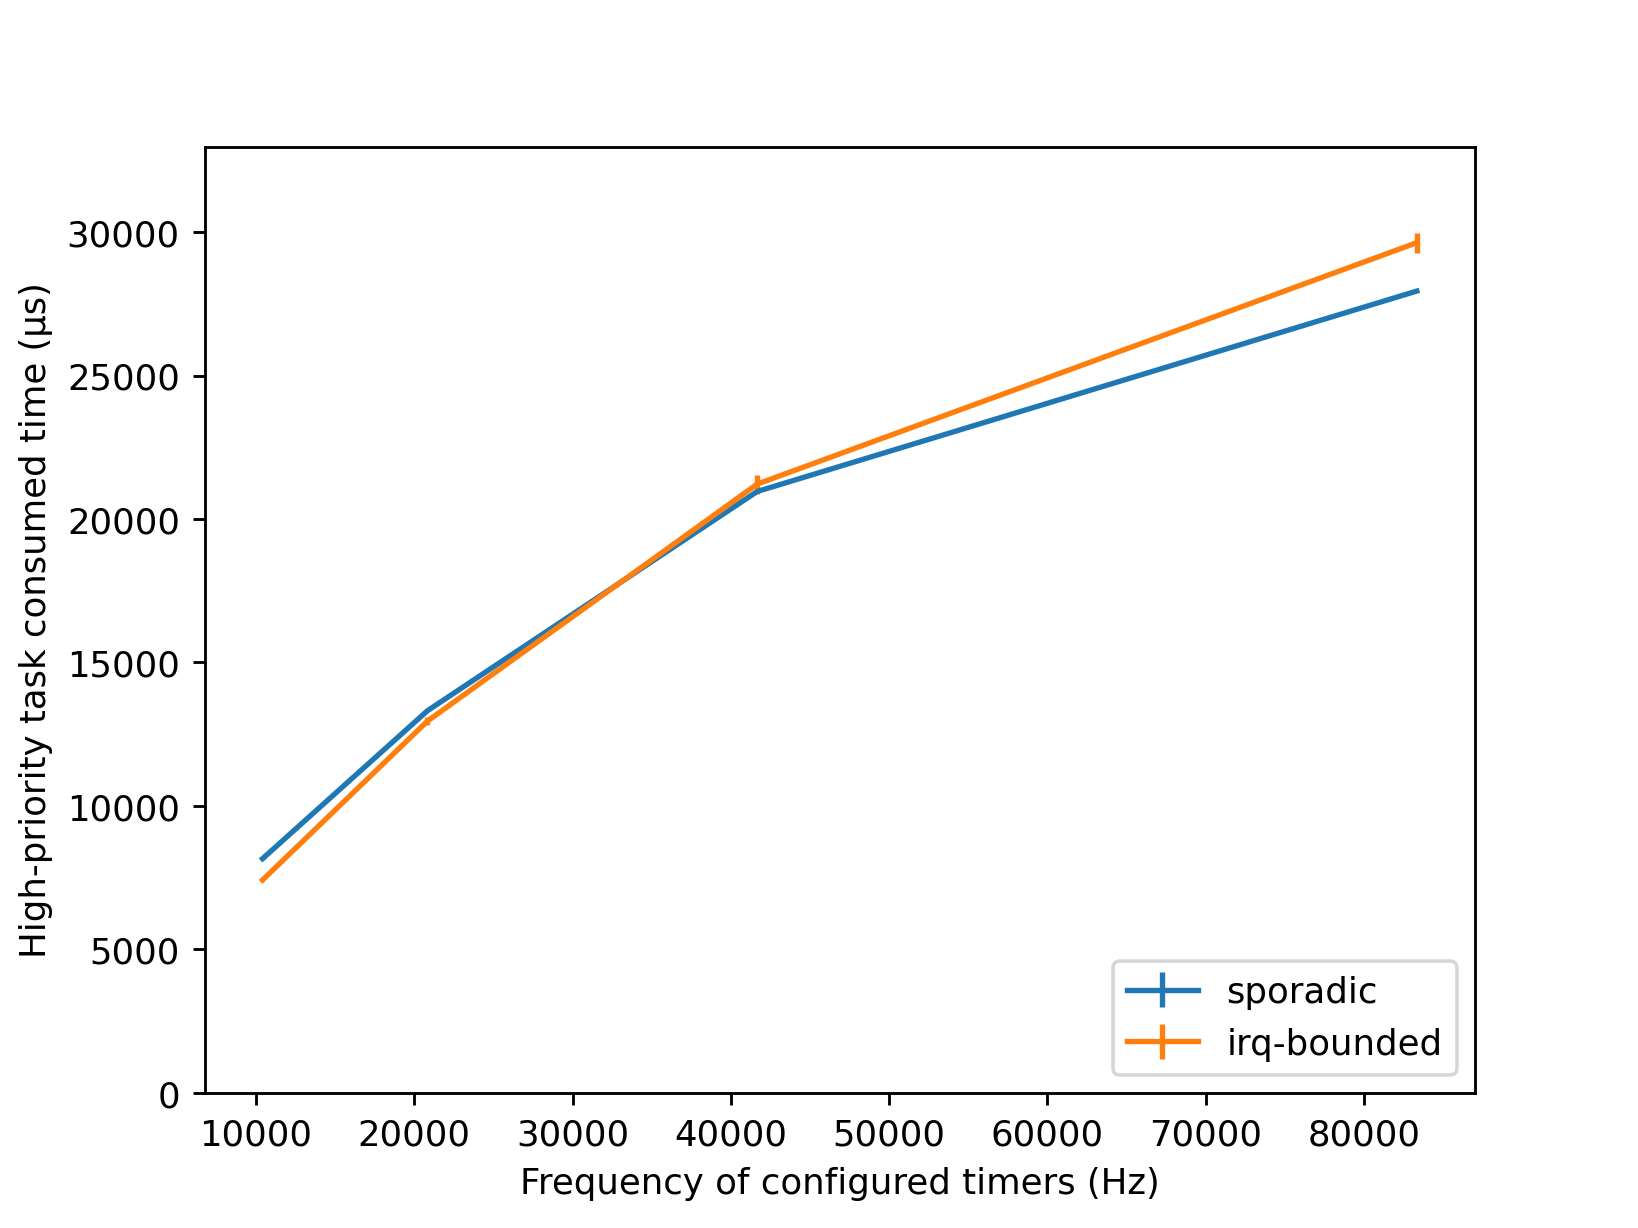 High-priority task consumed time (µs)
30000
25000
20000
15000
10000
5000
0
10000 20000 30000 40000 50000 60000 70000 80000
Frequency of configured timers (Hz)
sporadic
irq-bounded